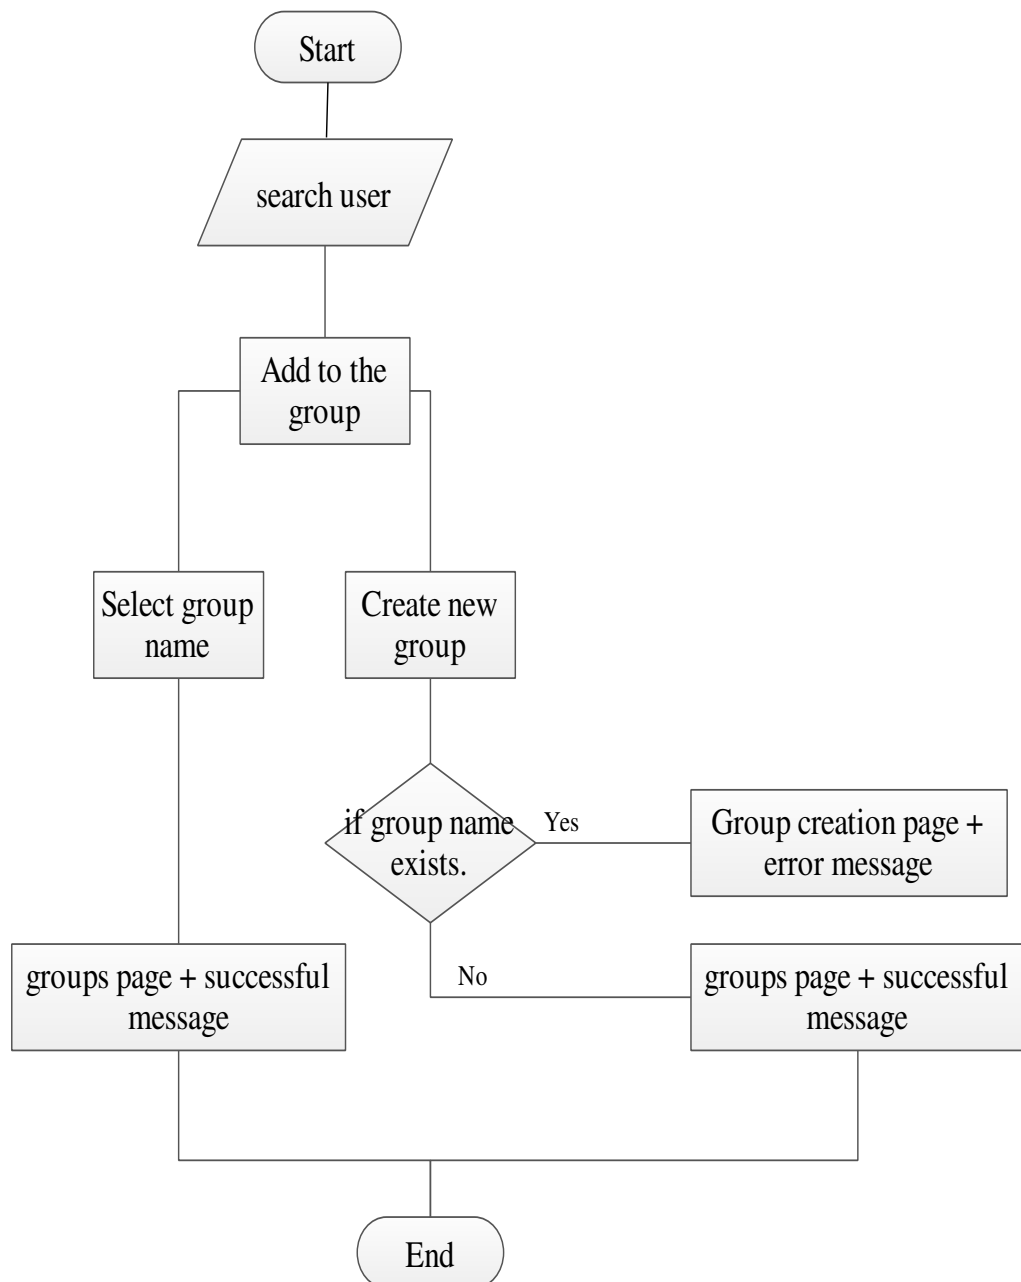 Start
search user
Add to the
group
Select group
name
Create new
group
if group name
exists.
Yes
Group creation page +
error message
No
groups page + successful
message
groups page + successful
message
End